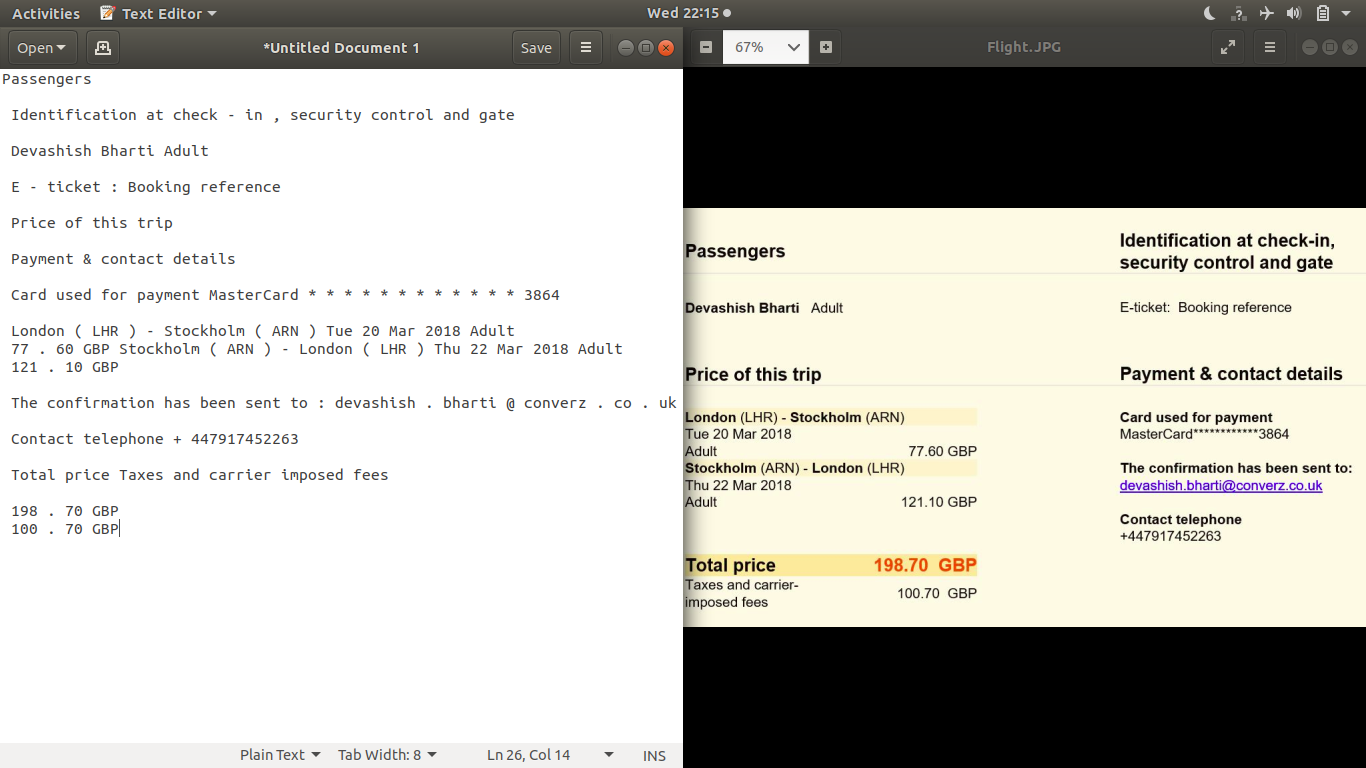 Activities Text Editor Wed 22:15
Open *Untitled Document 1 Save
Passengers
Identification at check - in , security control and gate
Devashish Bharti Adult
E - ticket : Booking reference
Price of this trip
Payment & contact details
Card used for payment MasterCard * * * * * * * * * * * * 3864
London ( LHR ) - Stockholm ( ARN ) Tue 20 Mar 2018 Adult
77 . 60 GBP Stockholm ( ARN ) - London ( LHR ) Thu 22 Mar 2018 Adult
121 . 10 GBP
The confirmation has been sent to : devashish . bharti @ converz . co . uk
Contact telephone + 447917452263
Total price Taxes and carrier imposed fees
198 . 70 GBP
100 . 70 GBP
Plain Text Tab Width: 8 Ln 26, Col 14 INS
67% Flight.JPG
Passengers
Identification at check-in,
security control and gate
Devashish Bharti Adult
E-ticket: Booking reference
Price of this trip
Payment & contact details
London (LHR) - Stockholm (ARN)
Tue 20 Mar 2018
Adult 77.60 GBP
Stockholm (ARN) - London (LHR)
Thu 22 Mar 2018
Adult 121.10 GBP
Card used for payment
MasterCard************3864
The confirmation has been sent to:
devashish.bharti@converz.co.uk
Contact telephone
+447917452263
Total price 198.70 GBP
Taxes and carrier-
imposed fees 100.70 GBP